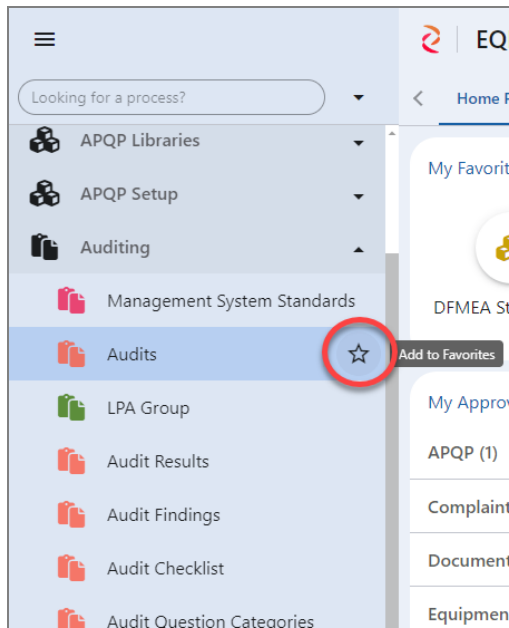 EQ
Looking for a process?
Home
APQP Libraries
My Favorit
APQP Setup
Auditing
Management System Standards
DFMEA St
Audits
Add to Favorites
LPA Group
My Approv
Audit Results
APQP (1)
Audit Findings
Complaint
Audit Checklist
Document
Audit Question Categories
Equipmen